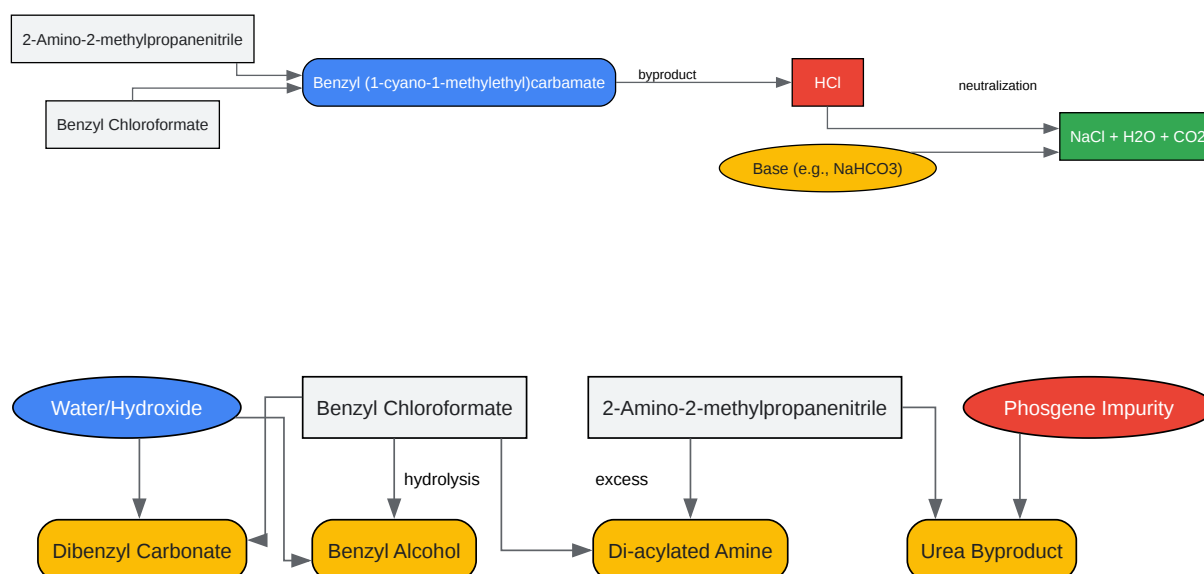 2-Amino-2-methylpropanenitrile
Benzyl Chloroformate
Benzyl (1-cyano-1-methylethyl)carbamate
byproduct
HCl
neutralization
Base (e.g., NaHCO3)
NaCl + H2O + CO2
Water/Hydroxide
Benzyl Chloroformate
2-Amino-2-methylpropanenitrile
Phosgene Impurity
hydrolysis
excess
Dibenzyl Carbonate
Benzyl Alcohol
Di-acylated Amine
Urea Byproduct